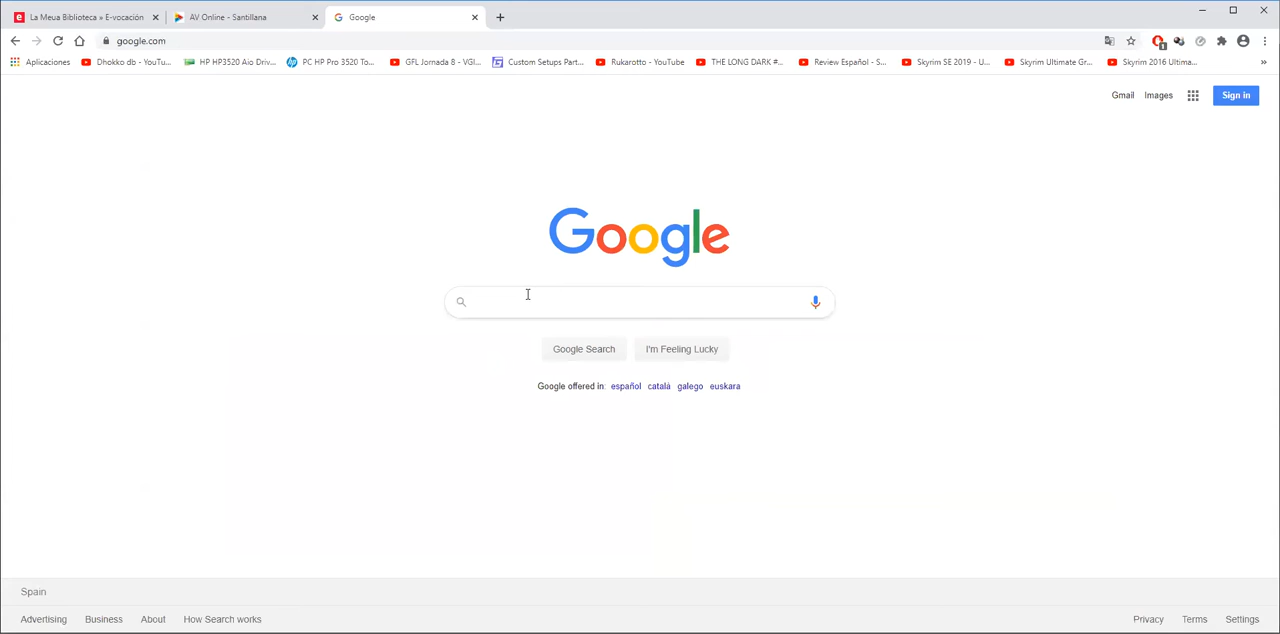 La Meua Biblioteca » E-vocación
AV Online - Santillana
Google
google.com
Aplicaciones
Dhokko db - YouTu...
HP HP3520 Aio Driv...
PC HP Pro 3520 To...
GFL Jornada 8 - VGI...
Custom Setups Part...
Rukarotto - YouTube
THE LONG DARK #...
Review Español - S...
Skyrim SE 2019 - U...
Skyrim Ultimate Gr...
Skyrim 2016 Ultima...
»
Gmail Images Sign in
Google
Google Search I'm Feeling Lucky
Google offered in: español català galego euskara
Spain
Advertising Business About How Search works Privacy Terms Settings